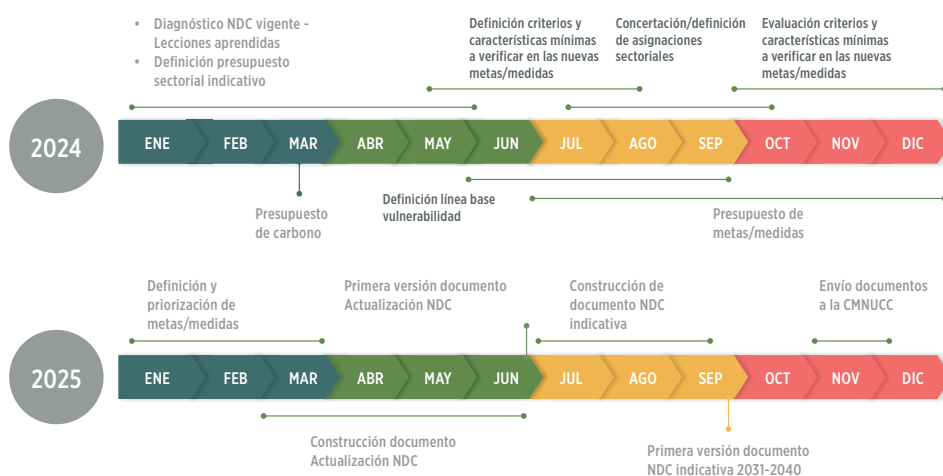 • Diagnóstico NDC vigente -
Lecciones aprendidas
• Definición presupuesto
sectorial indicativo
Definición criterios y
características mínimas
a verificar en las nuevas
metas/medidas
Concertación/definición
de asignaciones
sectoriales
Evaluación criterios y
características mínimas
a verificar en las nuevas
metas/medidas
2024
ENE FEB MAR ABR MAY JUN JUL AGO SEP OCT NOV DIC
Presupuesto
de carbono
Definición línea base
vulnerabilidad
Presupuesto de
metas/medidas
Definición y
priorización de
metas/medidas
Primera versión documento
Actualización NDC
Construcción de
documento NDC
indicativa
Envío documentos
a la CMNUCC
2025
ENE FEB MAR ABR MAY JUN JUL AGO SEP OCT NOV DIC
Construcción documento
Actualización NDC
Primera versión documento
NDC indicativa 2031-2040